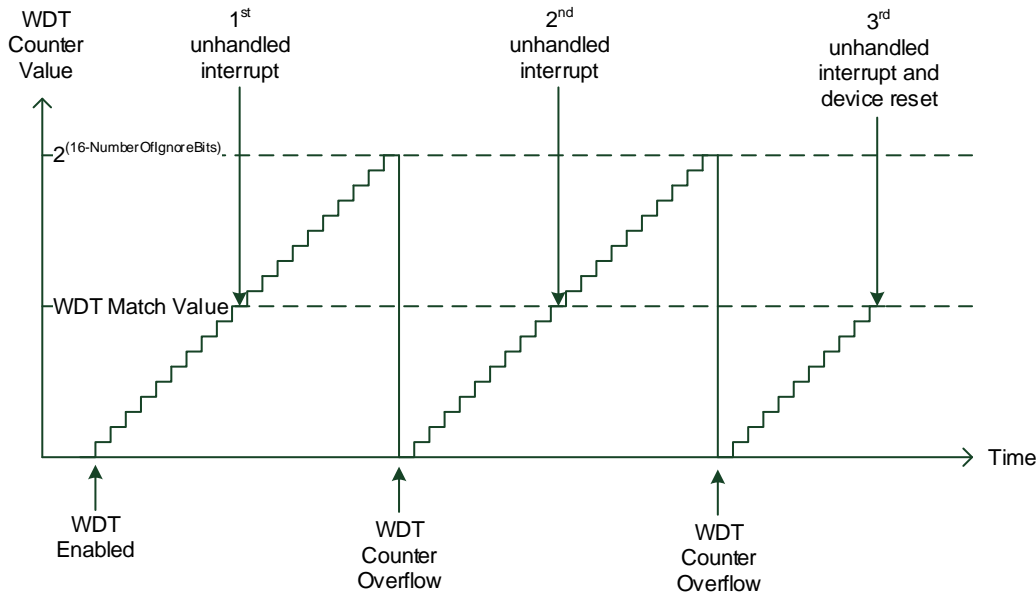 WDT
Counter
Value
1st
unhandled
interrupt
2nd
unhandled
interrupt
3rd
unhandled
interrupt and
device reset
2(16-NumberOfIgnoreBits)
WDT Match Value
Time
WDT
Enabled
WDT
Counter
Overflow
WDT
Counter
Overflow